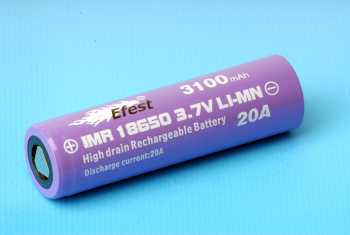 Efest
3100mAh
IMR 18650 3.7V LI-MN
High drain Rechargeable Battery
20A
Discharge current:20A